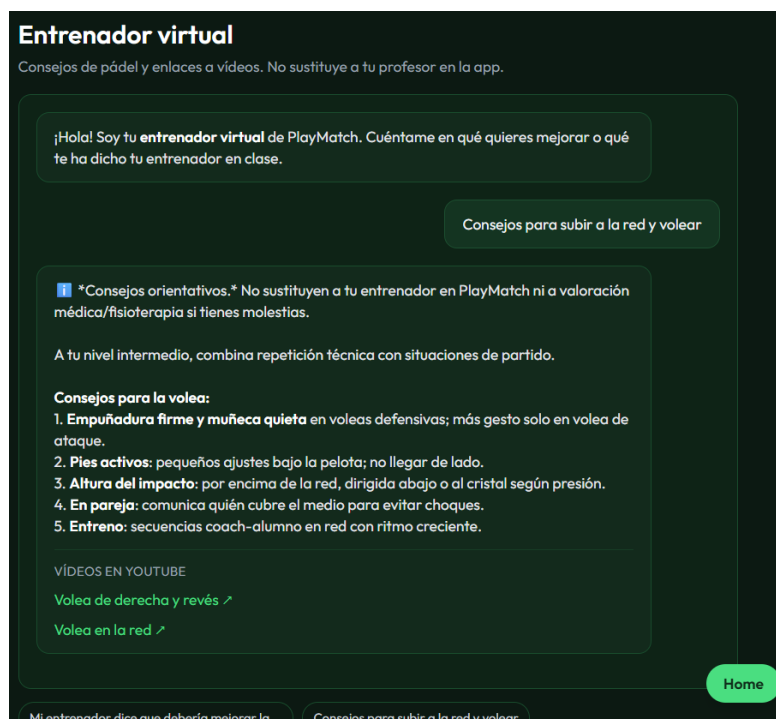 Entrenador virtual
Consejos de pádel y enlaces a vídeos. No sustituye a tu profesor en la app.
¡Hola! Soy tu entrenador virtual de PlayMatch. Cuéntame en qué quieres mejorar o qué
te ha dicho tu entrenador en clase.
Consejos para subir a la red y volear
ℹ️ *Consejos orientativos.* No sustituyen a tu entrenador en PlayMatch ni a valoración
médica/fisioterapia si tienes molestias.
A tu nivel intermedio, combina repetición técnica con situaciones de partido.
Consejos para la volea:
1. Empuñadura firme y muñeca quieta en voleas defensivas; más gesto solo en volea de
ataque.
2. Pies activos: pequeños ajustes bajo la pelota; no llegar de lado.
3. Altura del impacto: por encima de la red, dirigida abajo o al cristal según presión.
4. En pareja: comunica quién cubre el medio para evitar choques.
5. Entreno: secuencias coach-alumno en red con ritmo creciente.
VÍDEOS EN YOUTUBE
Volea de derecha y revés ↗
Volea en la red ↗
Home
Mi entrenador dice que debería mejorar la
Consejos para subir a la red y volear